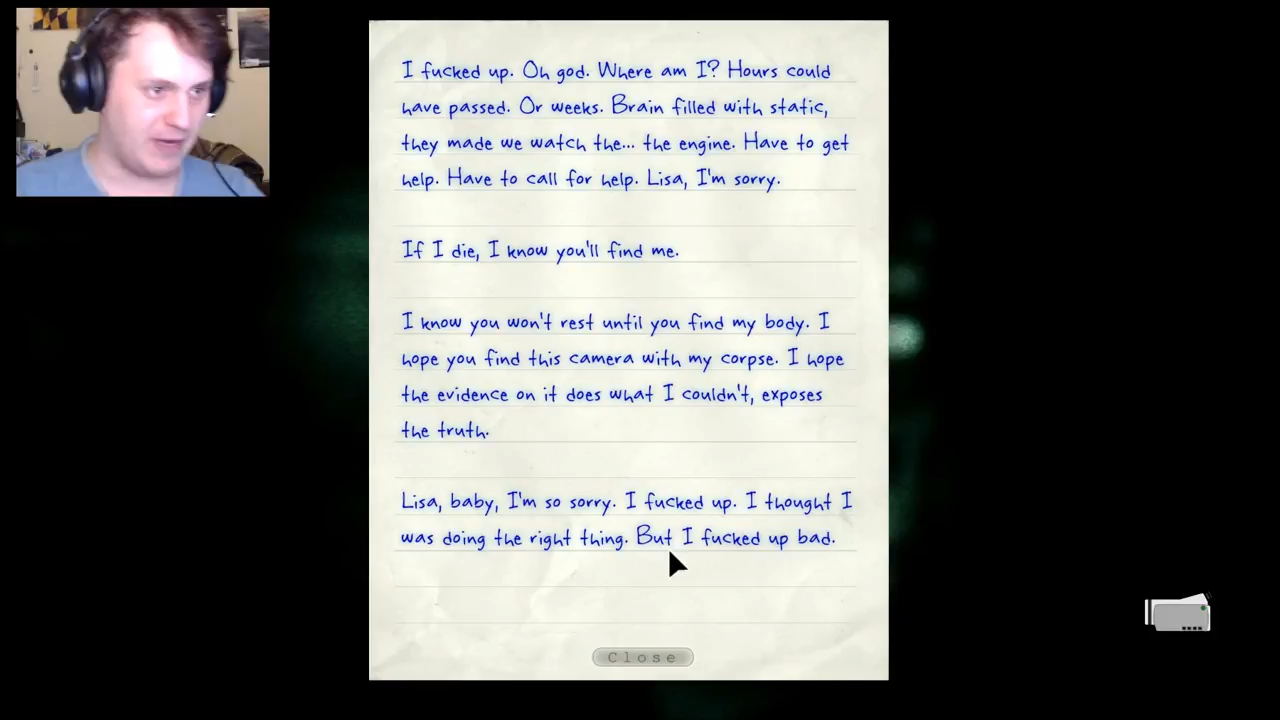 I fucked up. Oh god. Where am I? Hours could
have passed. Or weeks. Brain filled with static,
they made we watch the... the engine. Have to get
help. Have to call for help. Lisa, I'm sorry.
If I die, I know you'll find me.
I know you won't rest until you find my body. I
hope you find this camera with my corpse. I hope
the evidence on it does what I couldn't, exposes
the truth.
Lisa, baby, I'm so sorry. I fucked up. I thought I
was doing the right thing. But I fucked up bad.
Close